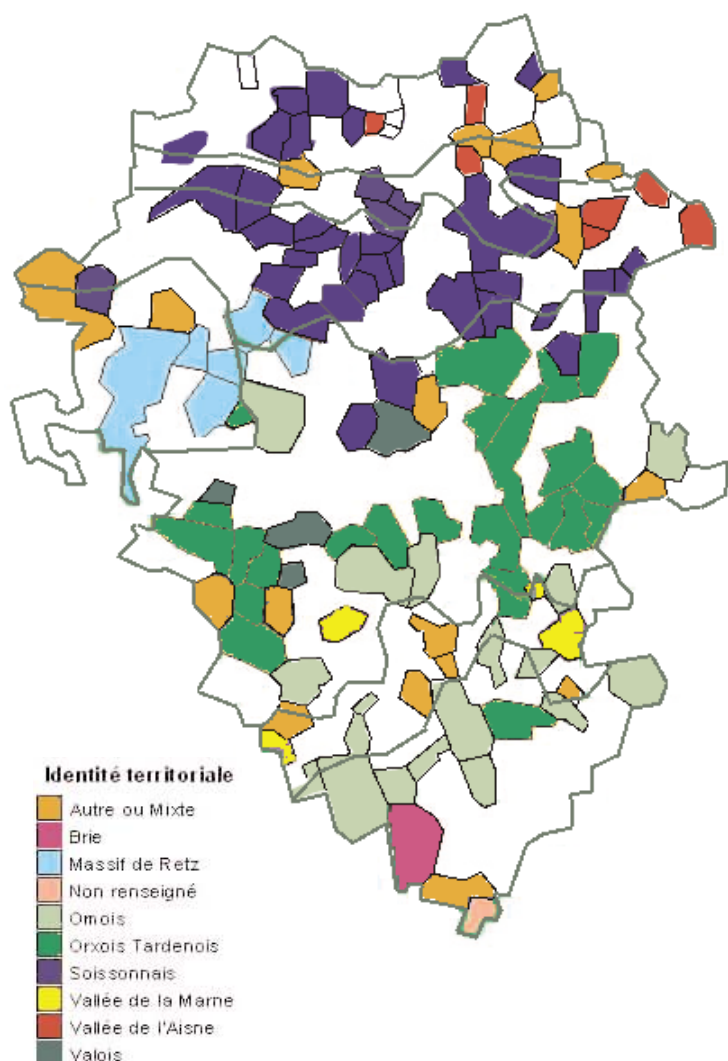 Identité territoriale
Autre ou Mixte
Brie
Massif de Retz
Non renseigné
Omois
Orxois Tardenois
Soissonnais
Vallée de la Marne
Vallée de l'Aisne
Valois